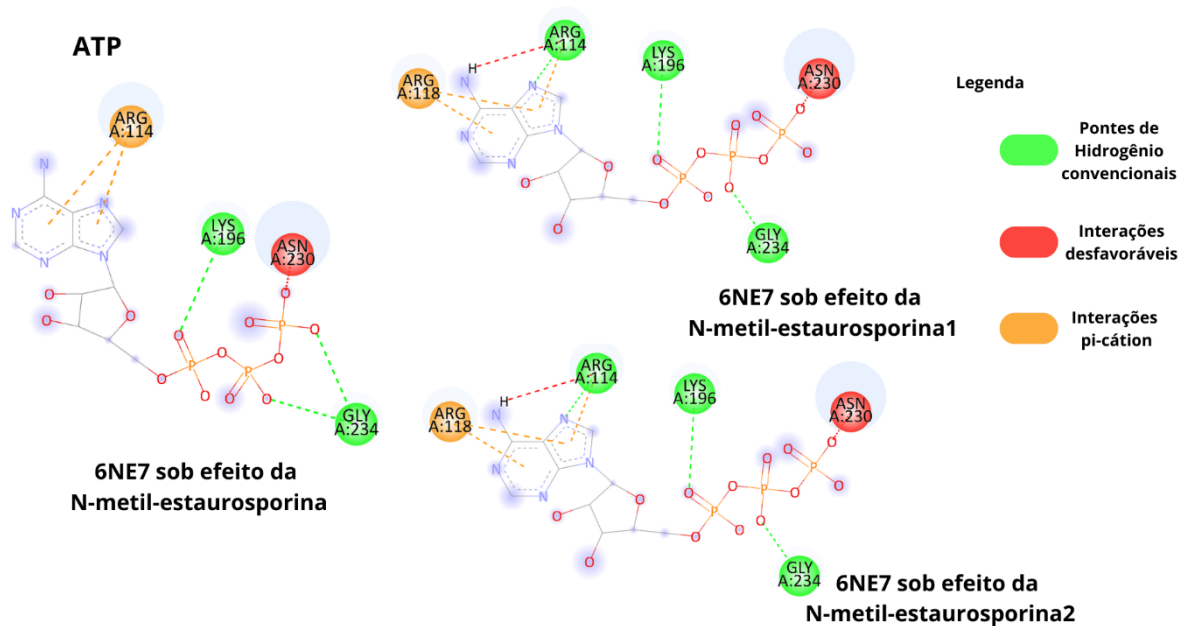 ATP
ARG
A:114
N
N
N
N
N
N
LYS
A:196
ASN
A:230
O
O
O
O
O
O
O
O
O
O
O
O
O
P
P
P
GLY
A:234
6NE7 sob efeito da
N-metil-estaurosporina
ARG
A:114
H
N
ARG
A:118
N
N
N
N
N
LYS
A:196
ASN
A:230
O
O
O
O
O
O
O
O
O
O
O
O
O
P
P
P
GLY
A:234
6NE7 sob efeito da
N-metil-estaurosporina1
ARG
A:114
H
N
ARG
A:118
N
N
N
N
N
LYS
A:196
ASN
A:230
O
O
O
O
O
O
O
O
O
O
O
O
O
P
P
P
GLY
A:234
6NE7 sob efeito da
N-metil-estaurosporina2
Legenda
Pontes de
Hidrogênio
convencionais
Interações
desfavoráveis
Interações
pi-cátion